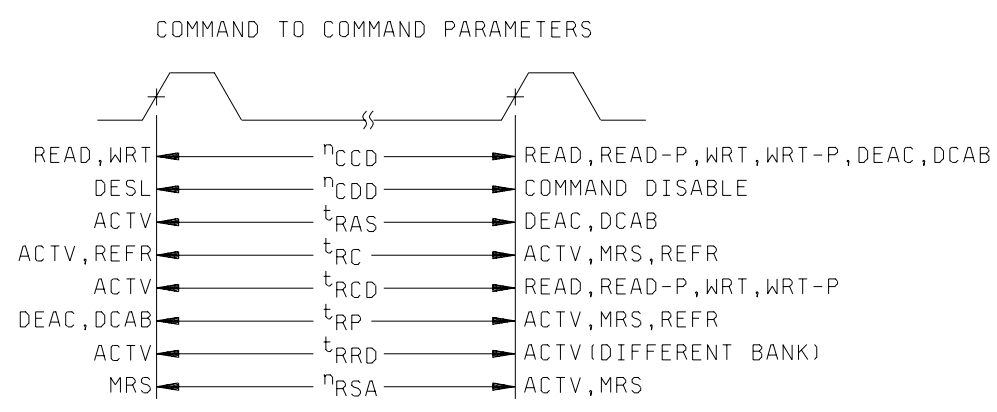 COMMAND TO COMMAND PARAMETERS
READ,WRT nCCD READ,READ-P,WRT,WRT-P,DEAC,DCAB
DESL nCDD COMMAND DISABLE
ACTV tRAS DEAC,DCAB
ACTV,REFR tRC ACTV,MRS,REFR
ACTV tRCD READ,READ-P,WRT,WRT-P
DEAC,DCAB tRP ACTV,MRS,REFR
ACTV tRRD ACTV(DIFFERENT BANK)
MRS nRSA ACTV,MRS